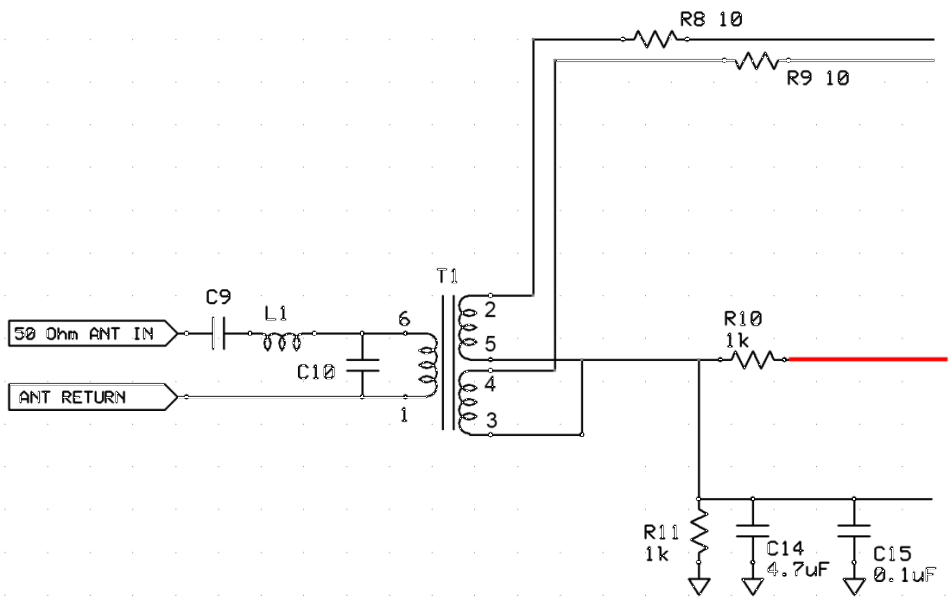 R8 10
R9 10
T1
C9
L1
6
50 Ohm ANT IN
C10
ANT RETURN
1
2
5
4
3
R10
1k
R11
1k
C14
4.7uF
C15
0.1uF